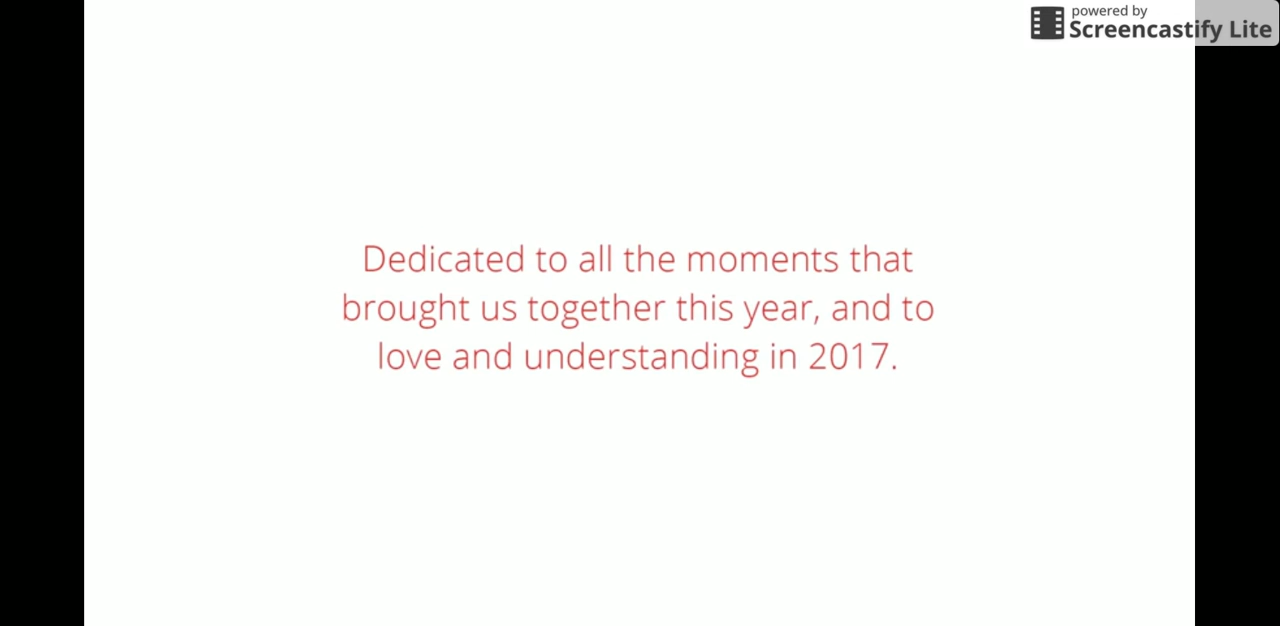 powered by
Screencastify Lite
Dedicated to all the moments that
brought us together this year, and to
love and understanding in 2017.